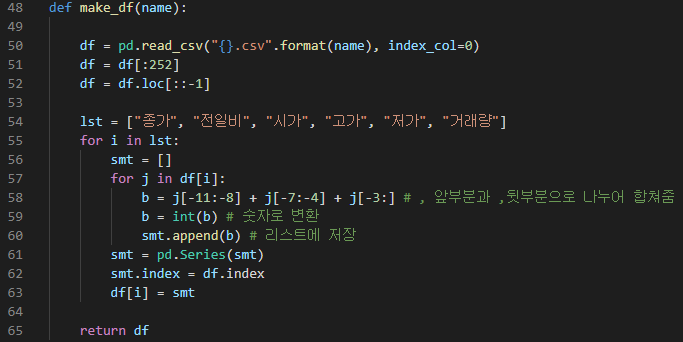 48 def make_df(name):
49
50     df = pd.read_csv("{}.csv".format(name), index_col=0)
51     df = df[:252]
52     df = df.loc[::-1]
53
54     lst = ["종가", "전일비", "시가", "고가", "저가", "거래량"]
55     for i in lst:
56         smt = []
57         for j in df[i]:
58             b = j[-11:-8] + j[-7:-4] + j[-3:] # , 앞부분과 ,뒷부분으로 나누어 합쳐줌
59             b = int(b) # 숫자로 변환
60             smt.append(b) # 리스트에 저장
61         smt = pd.Series(smt)
62         smt.index = df.index
63         df[i] = smt
64
65     return df